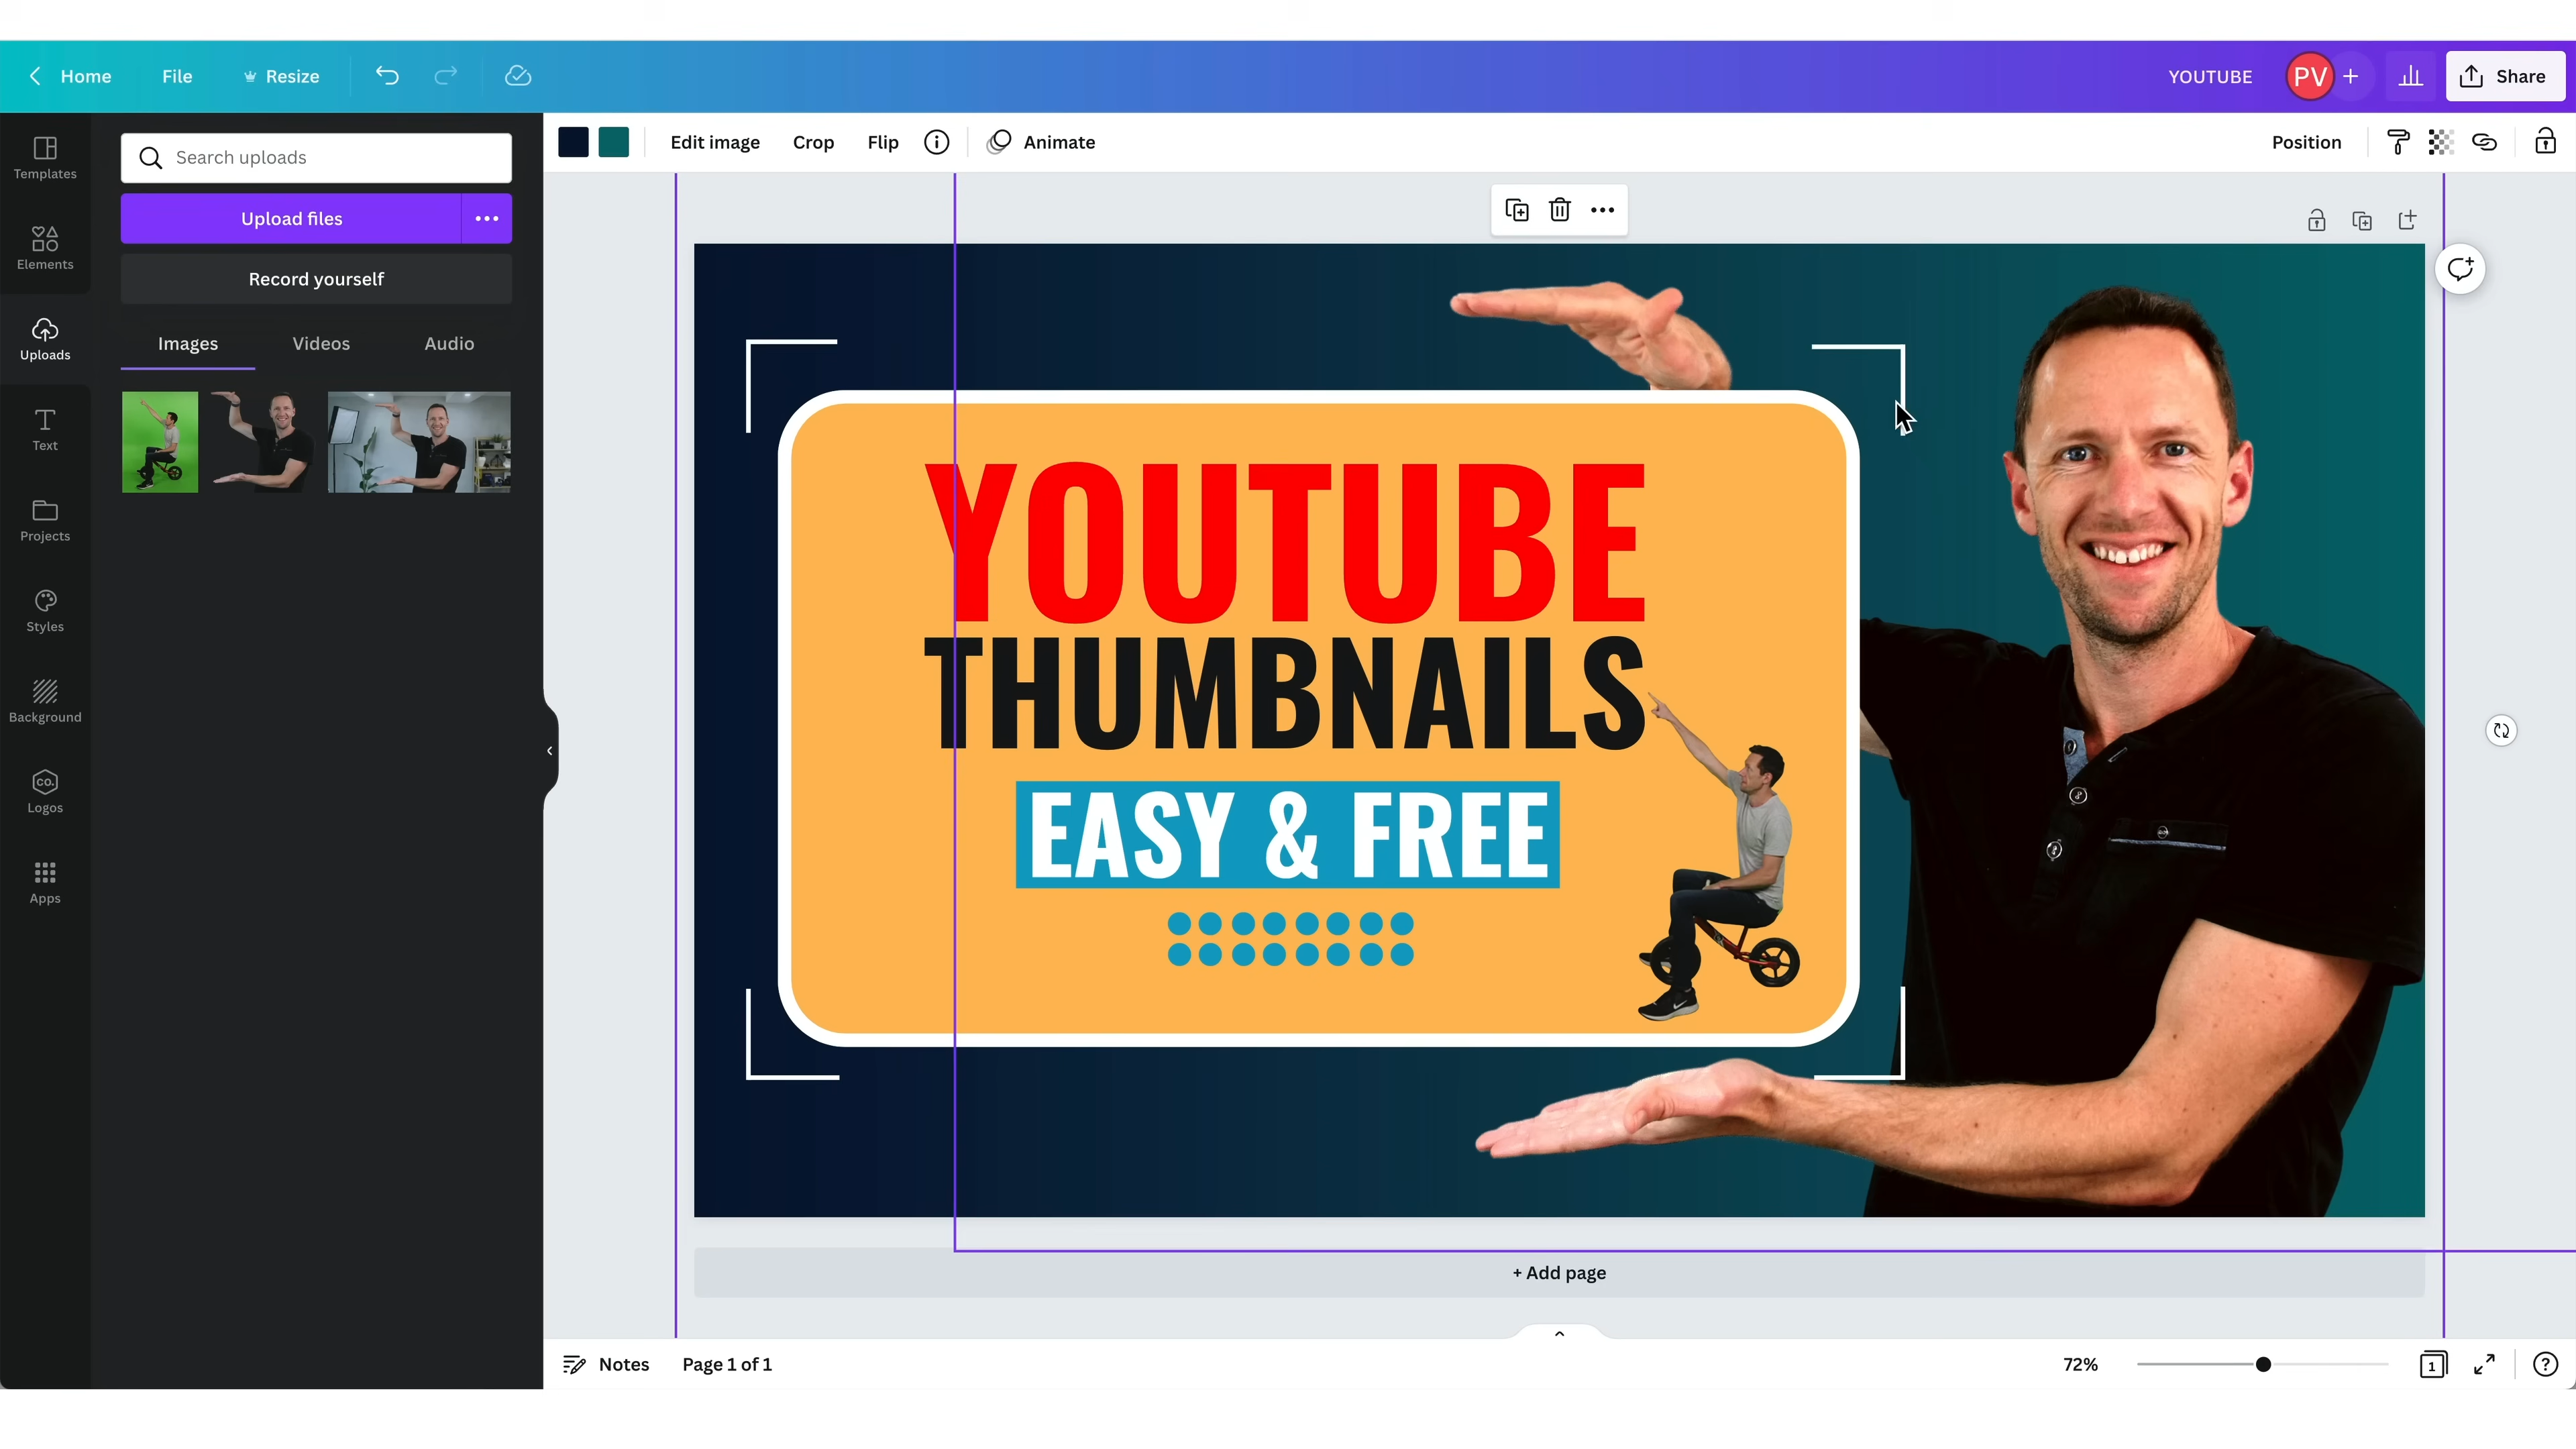 Home File Resize YOUTUBE PV + Share
Search uploads
Upload files
Record yourself
Images Videos Audio
Templates
Elements
Uploads
Text
Projects
Styles
Background
co.
Logos
Apps
Edit image Crop Flip Animate Position
YOUTUBE
THUMBNAILS
EASY & FREE
+ Add page
Notes Page 1 of 1 72% 1 ?